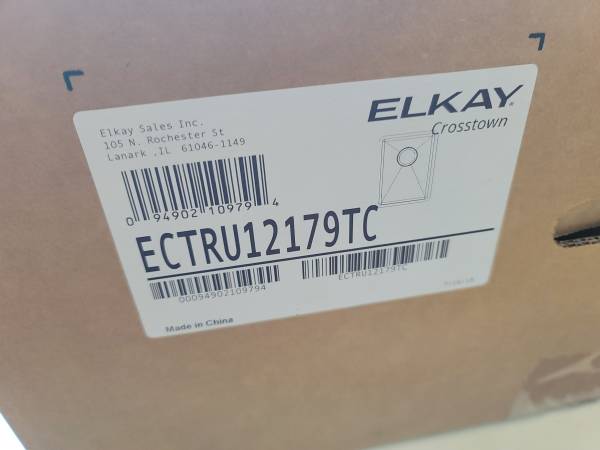 ELKAY®
Crosstown
Elkay Sales Inc.
105 N. Rochester St
Lanark ,IL 61046-1149
0 94902 10979 4
ECTRU12179TC
00094902109794
ECTRU12179TC
Made in China